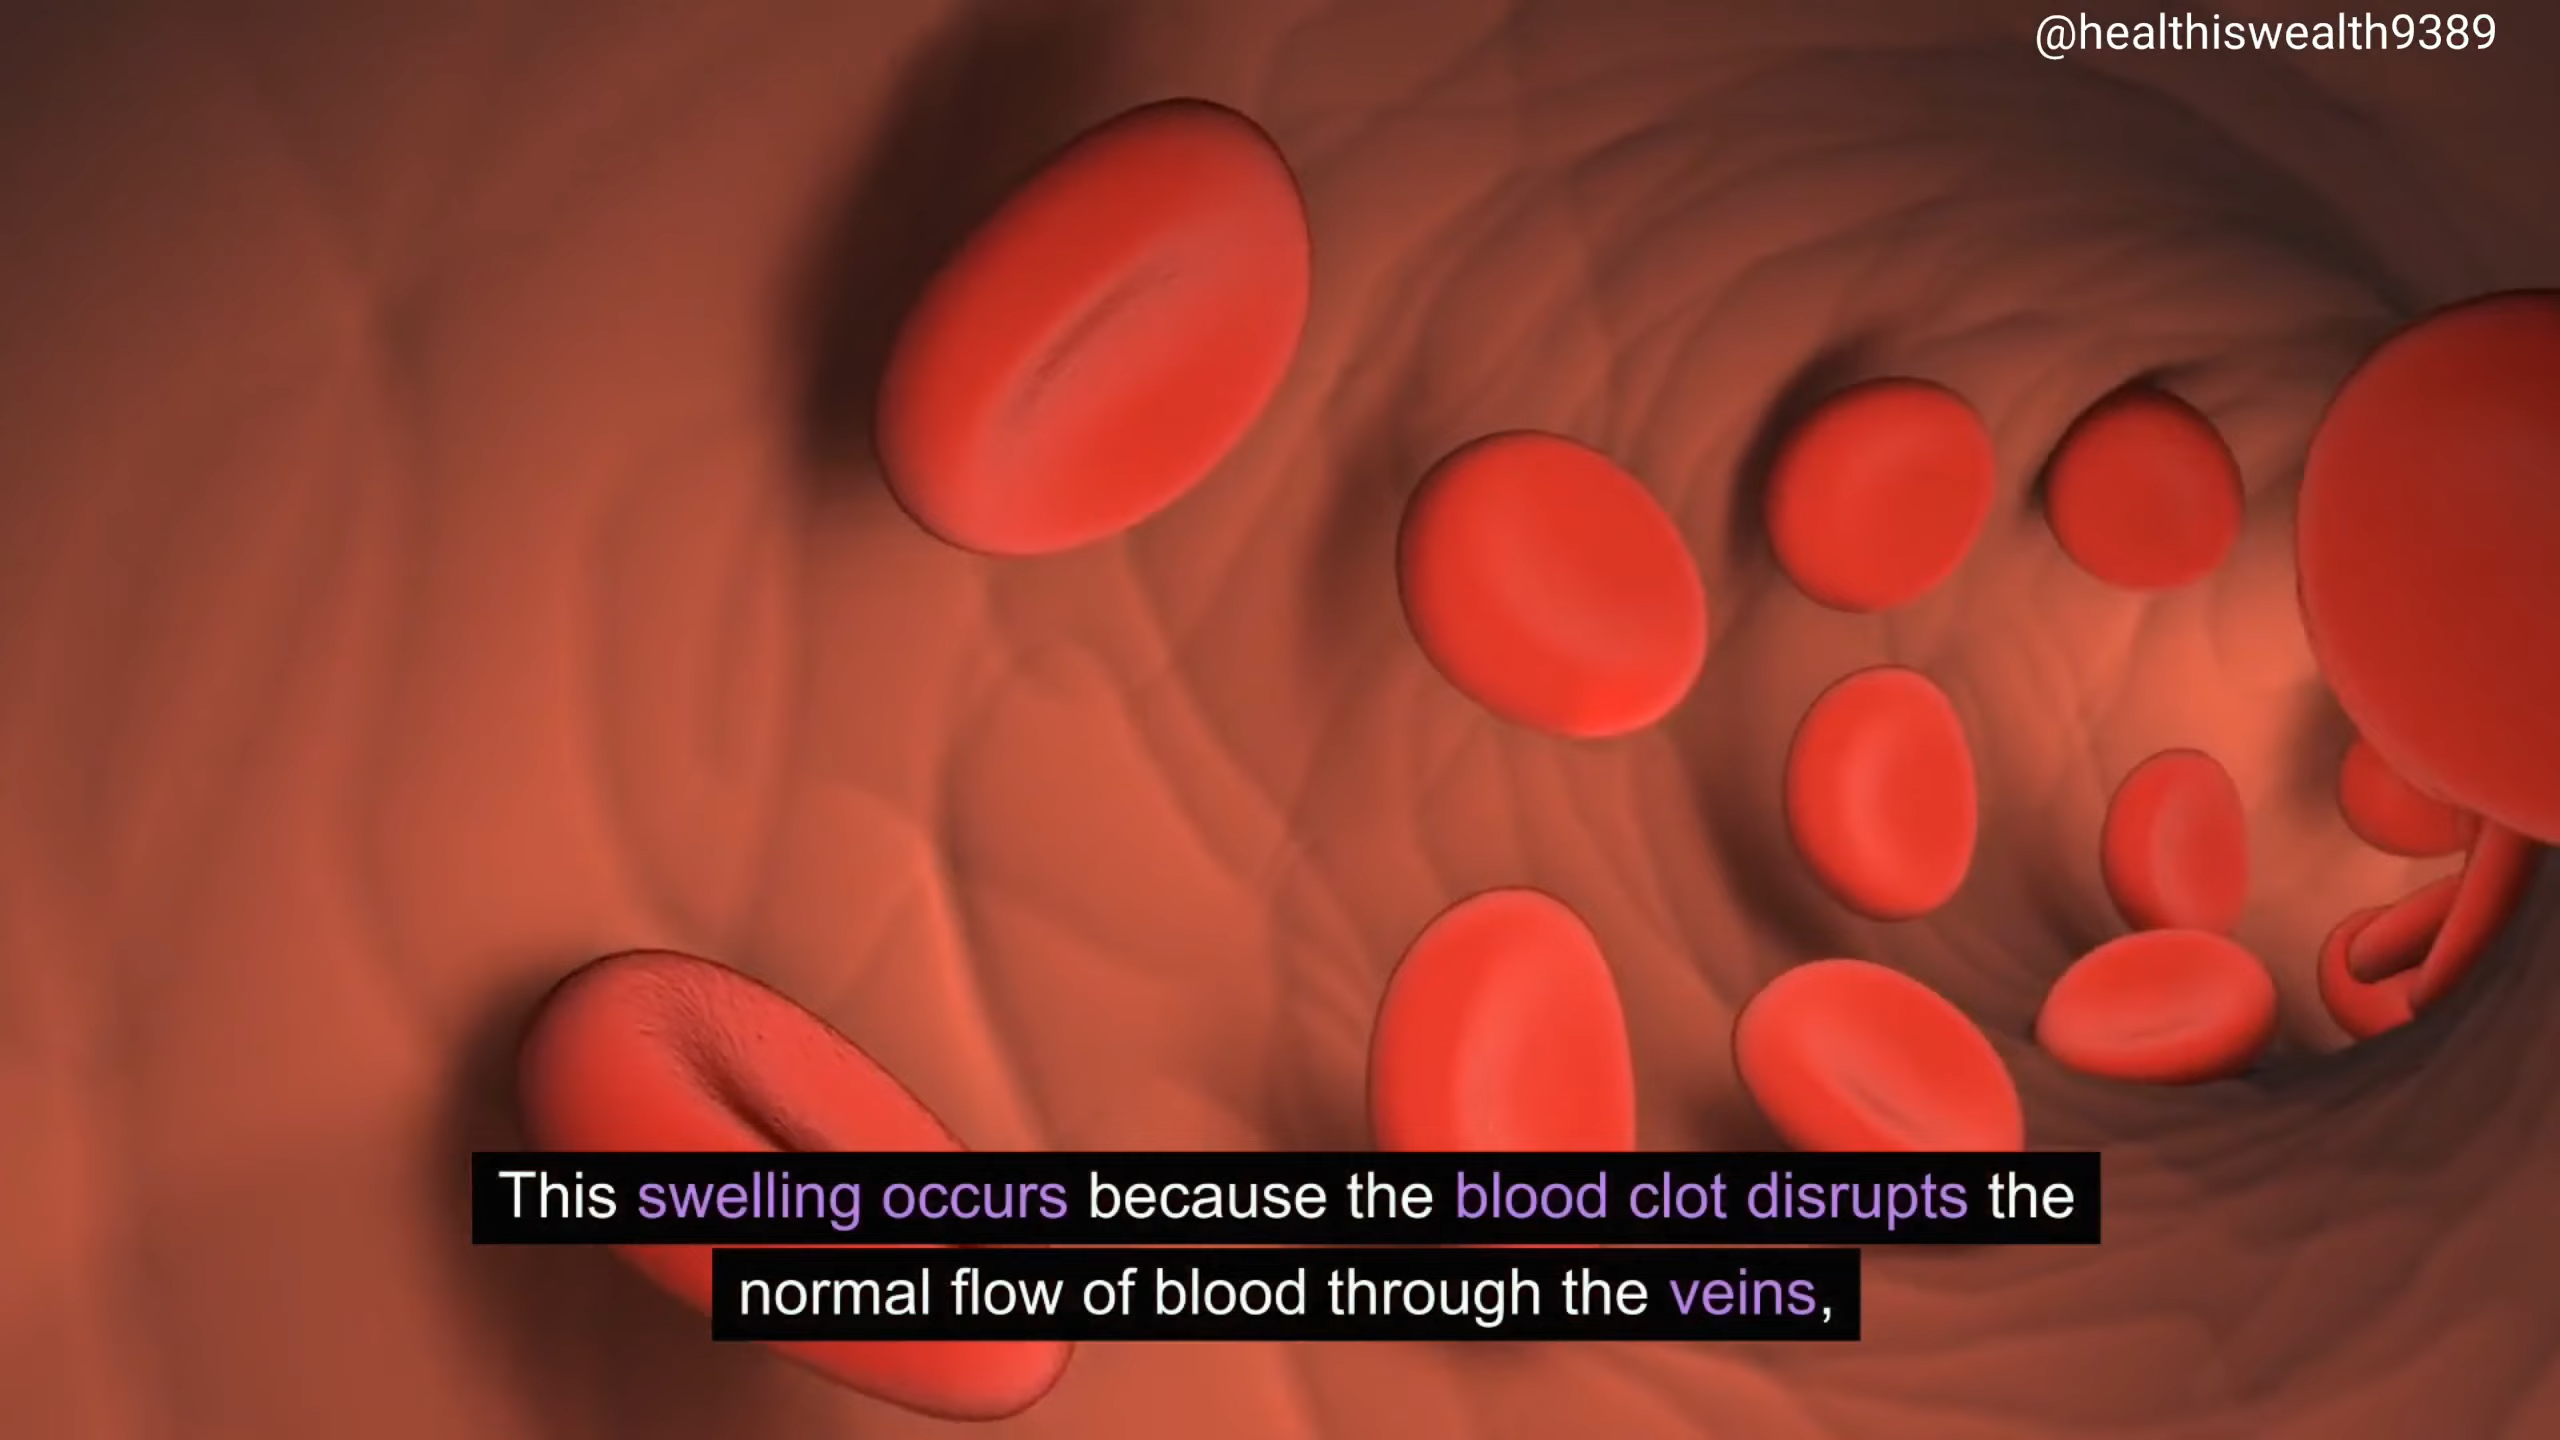 @healthiswealth9389
This swelling occurs because the blood clot disrupts the
normal flow of blood through the veins,